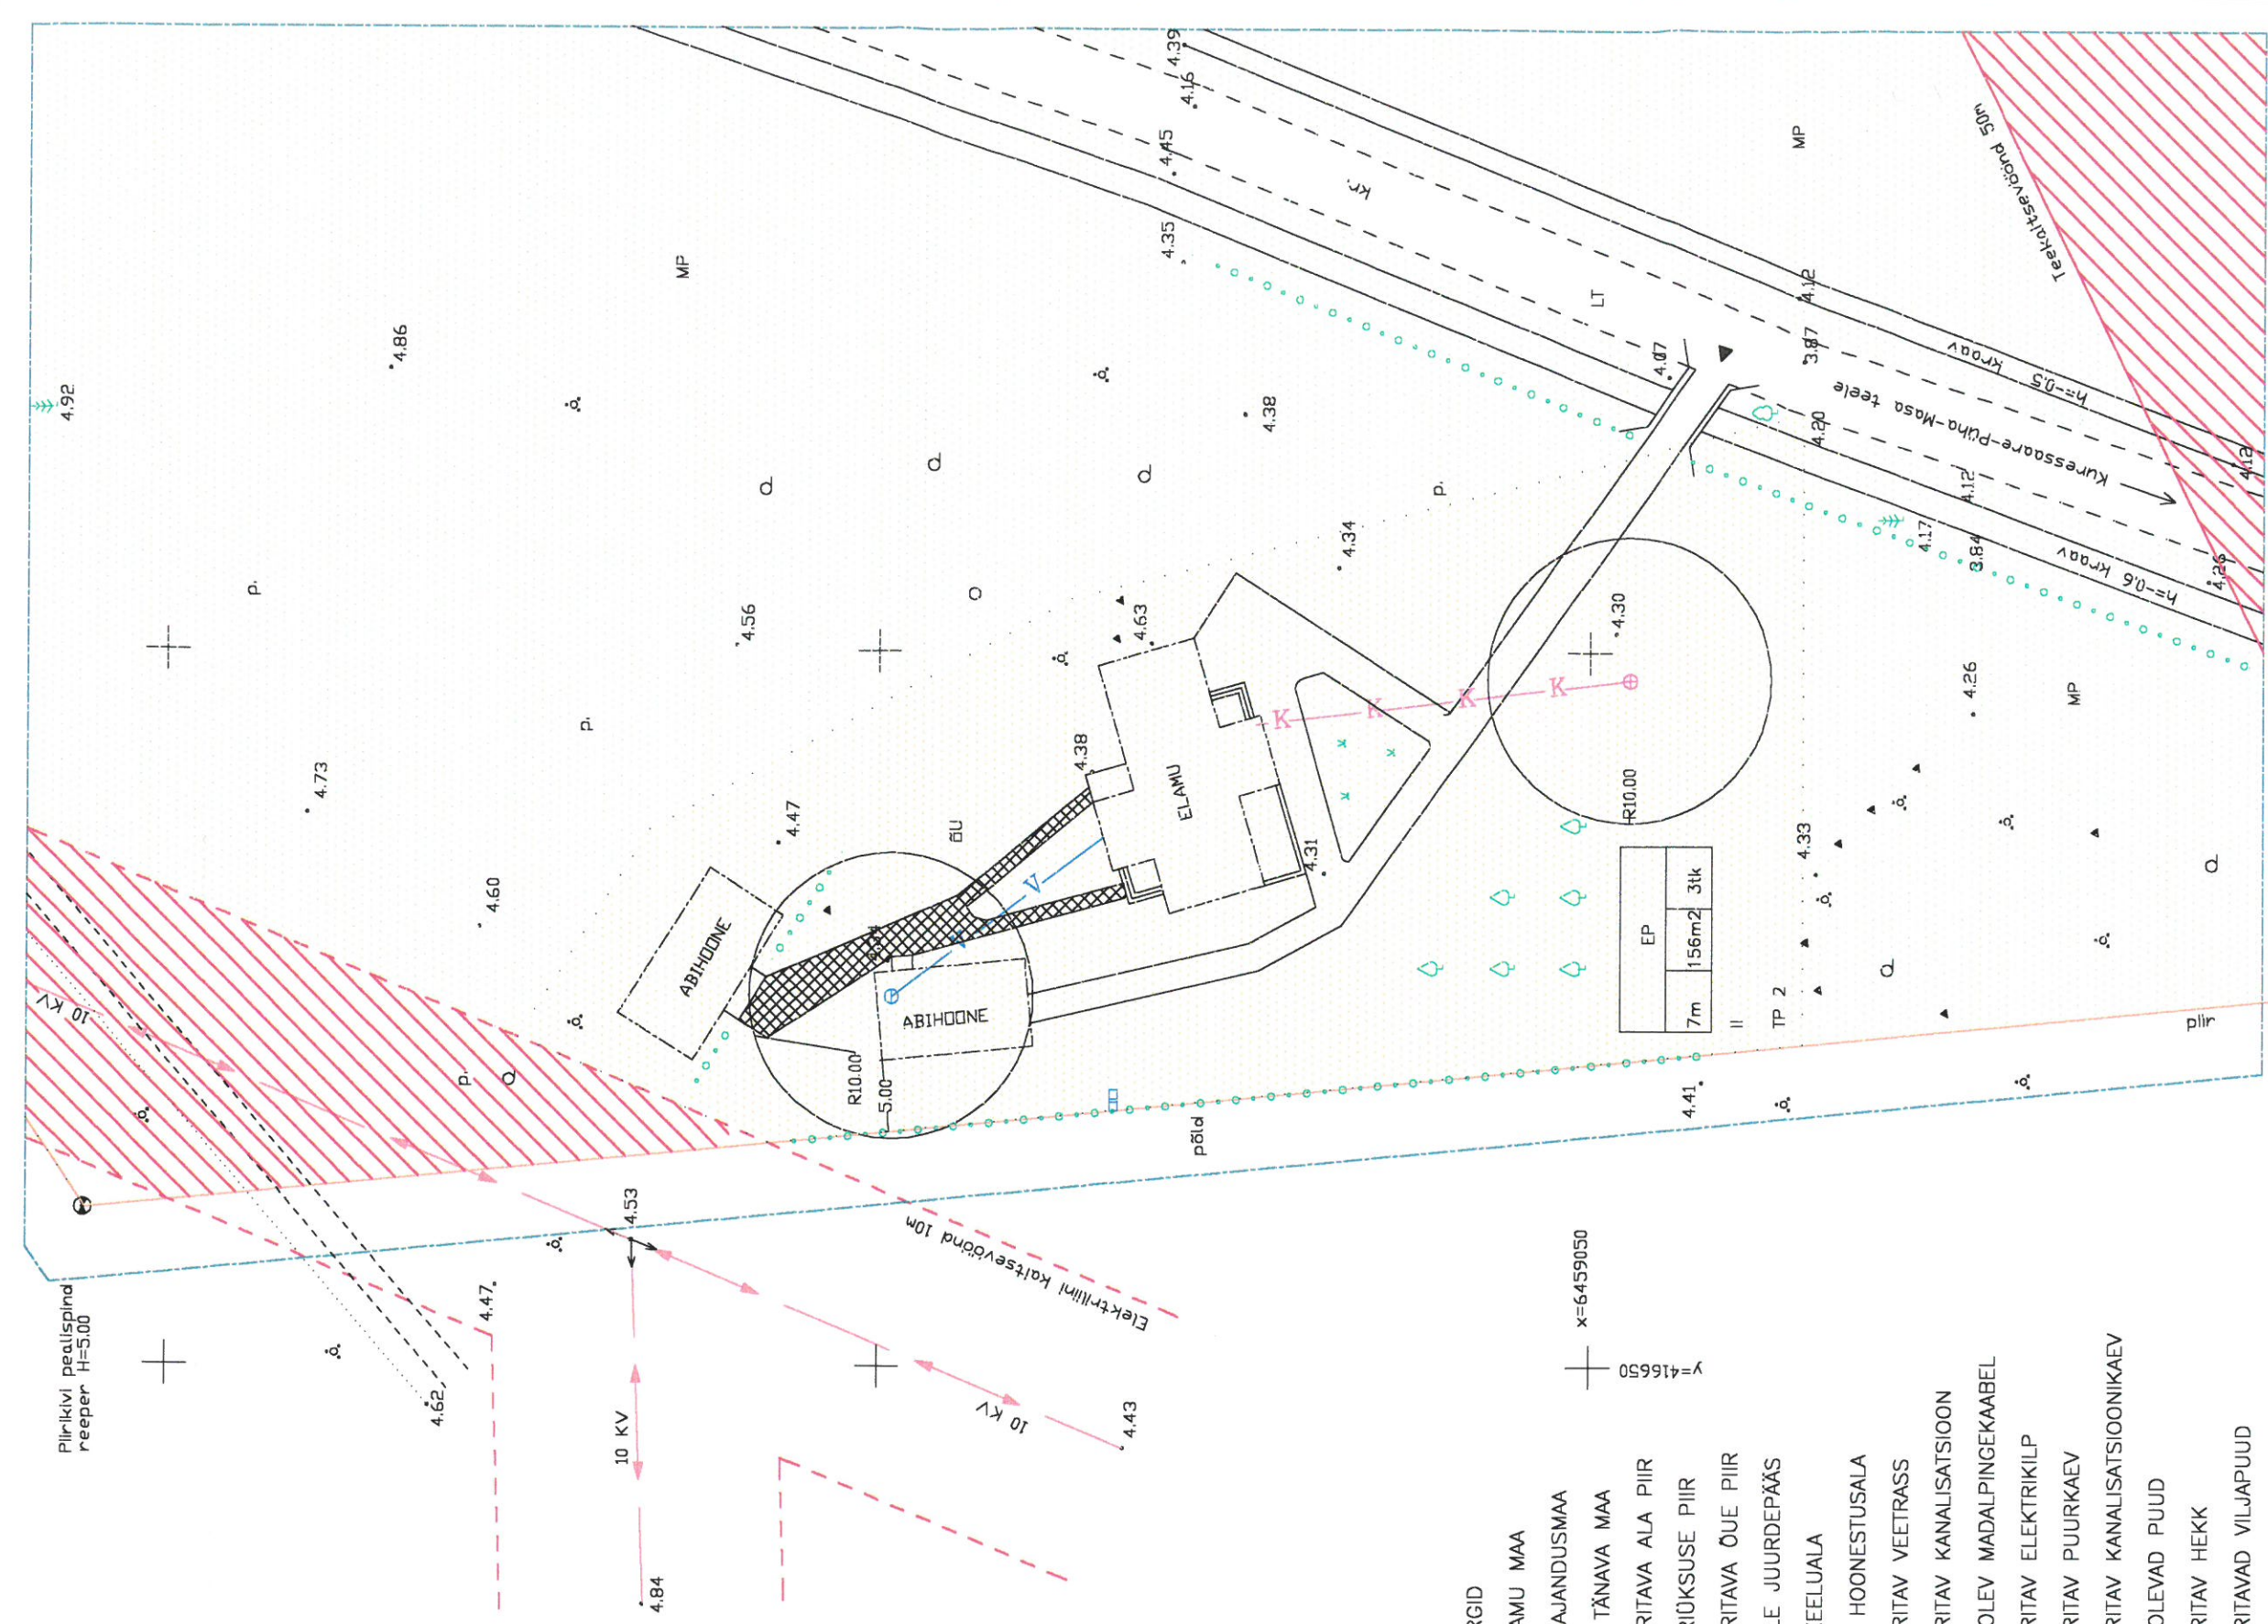 Piirikivi pealispind
reeper H=5.00
4.92
4.86
MP
4.39
4.16
4.45
4.35
kr.
MP
Teekaitsevöönd 50m
LT
4.12
4.07
3.87
h=-0.5 kraav
Kuressaare-Püha-Masa teele
4.20
4.38
p.
4.56
p.
4.34
p.
4.12
4.17
3.84
h=-0.6 kraav
4.12
4.26
4.63
4.30
4.26
MP
4.73
4.47
4.38
ELAMU
K
K
K
K
V
ÕU
4.31
R10.00
4.60
ABIHOONE
ABIHOONE
R10.00
5.00
EP
7m 156m2 3tk
TP 2
4.33
piir
10 KV
p.
põld
4.41
4.53
4.47
4.62
Elektriliini kaitsevöönd 10m
10 KV
10 KV
4.43
4.84
x=6459050
y=416650
RGID
AMU MAA
AJANDUSMAA
TÄNAVA MAA
RITAVA ALA PIIR
RIÜKSUSE PIIR
RITAVA ÕUE PIIR
LE JUURDEPÄÄS
EELUALA
HOONESTUSALA
RITAV VEETRASS
RITAV KANALISATSIOON
OLEV MADALPINGEKAABEL
RITAV ELEKTRIKILP
RITAV PUURKAEV
RITAV KANALISATSIOONIKAEV
OLEVAD PUUD
RITAV HEKK
RITAVAD VILJAPUUD